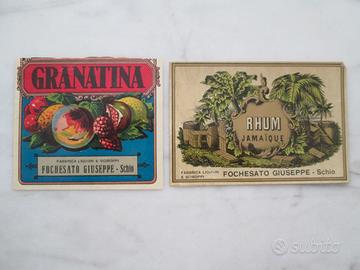 GRANATINA
FABBRICA LIQUORI & SCIROPPI
FOCHESATO GIUSEPPE - Schio
RHUM
JAMAÏQUE
FABBRICA LIQUORI
& SCIROPPI
FOCHESATO GIUSEPPE - Schio
subito